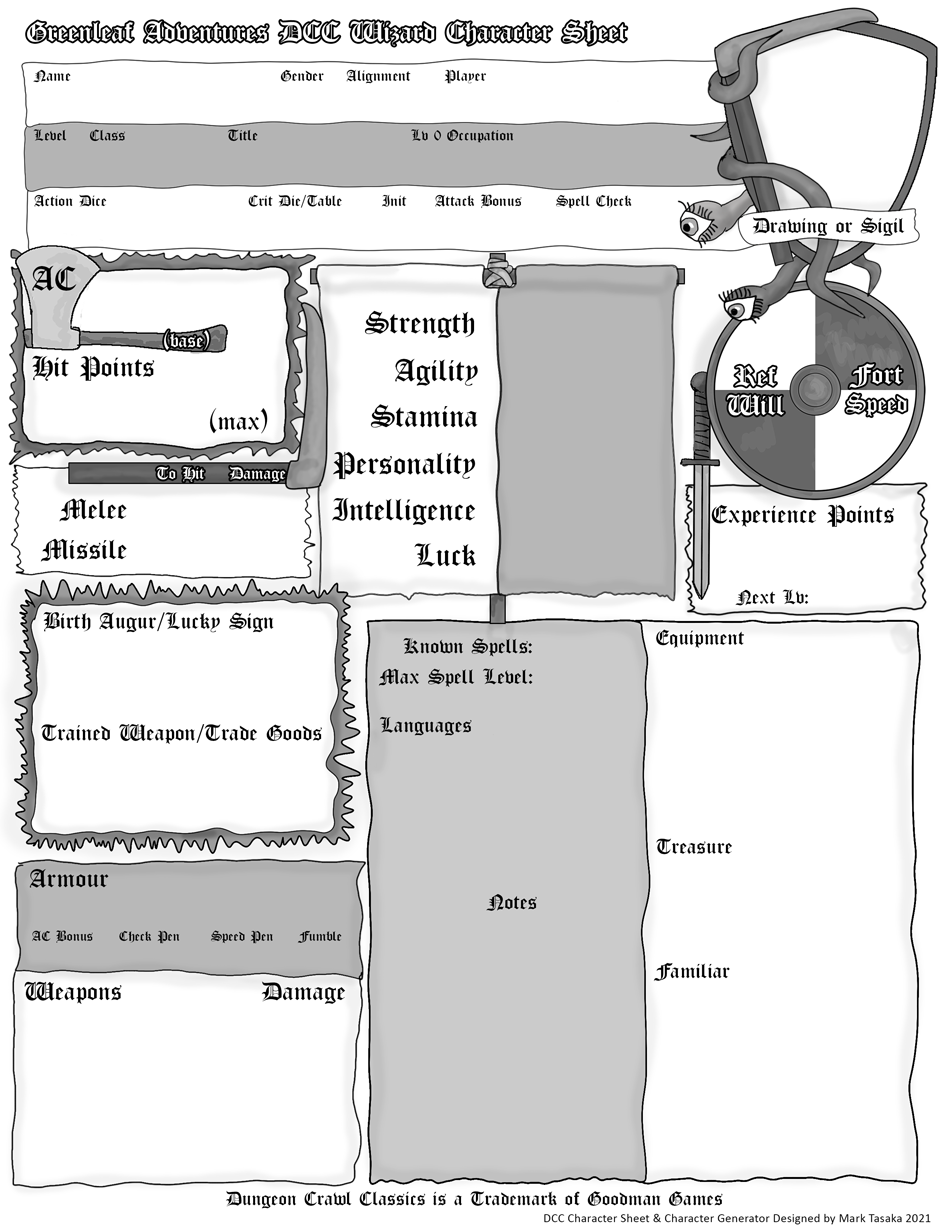 Greenleaf Adventures DCC Wizard Character Sheet
Name Gender Alignment Player
Level Class Title Lv 0 Occupation
Action Dice Crit Die/Table Init Attack Bonus Spell Check
Drawing or Sigil
AC
(base)
Hit Points
(max)
To Hit Damage
Melee
Missile
Strength
Agility
Stamina
Personality
Intelligence
Luck
Ref Fort
Will Speed
Experience Points
Next Lv:
Birth Augur/Lucky Sign
Trained Weapon/Trade Goods
Known Spells:
Max Spell Level:
Languages
Notes
Equipment
Treasure
Familiar
Armour
AC Bonus Check Pen Speed Pen Fumble
Weapons Damage
Dungeon Crawl Classics is a Trademark of Goodman Games
DCC Character Sheet & Character Generator Designed by Mark Tasaka 2021